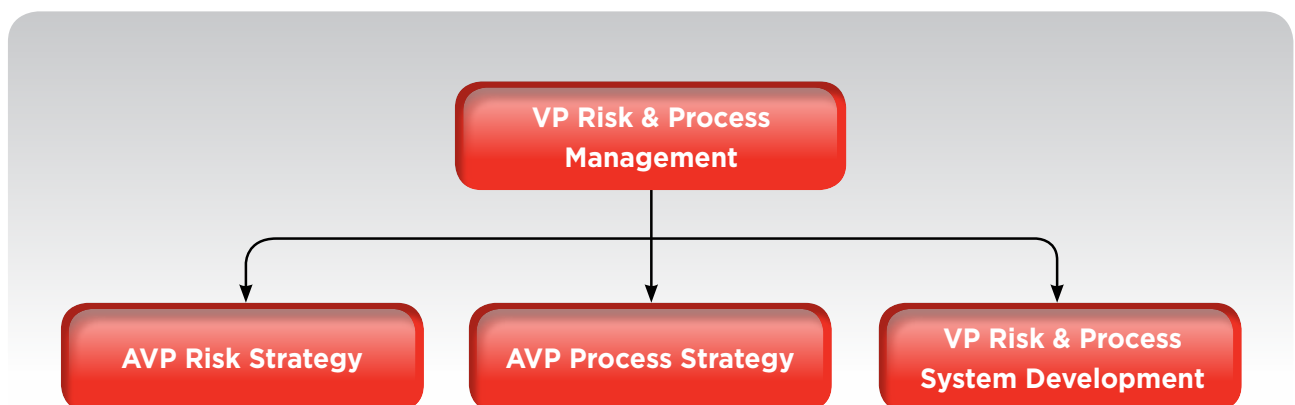 VP Risk & Process
Management
AVP Risk Strategy
AVP Process Strategy
VP Risk & Process
System Development